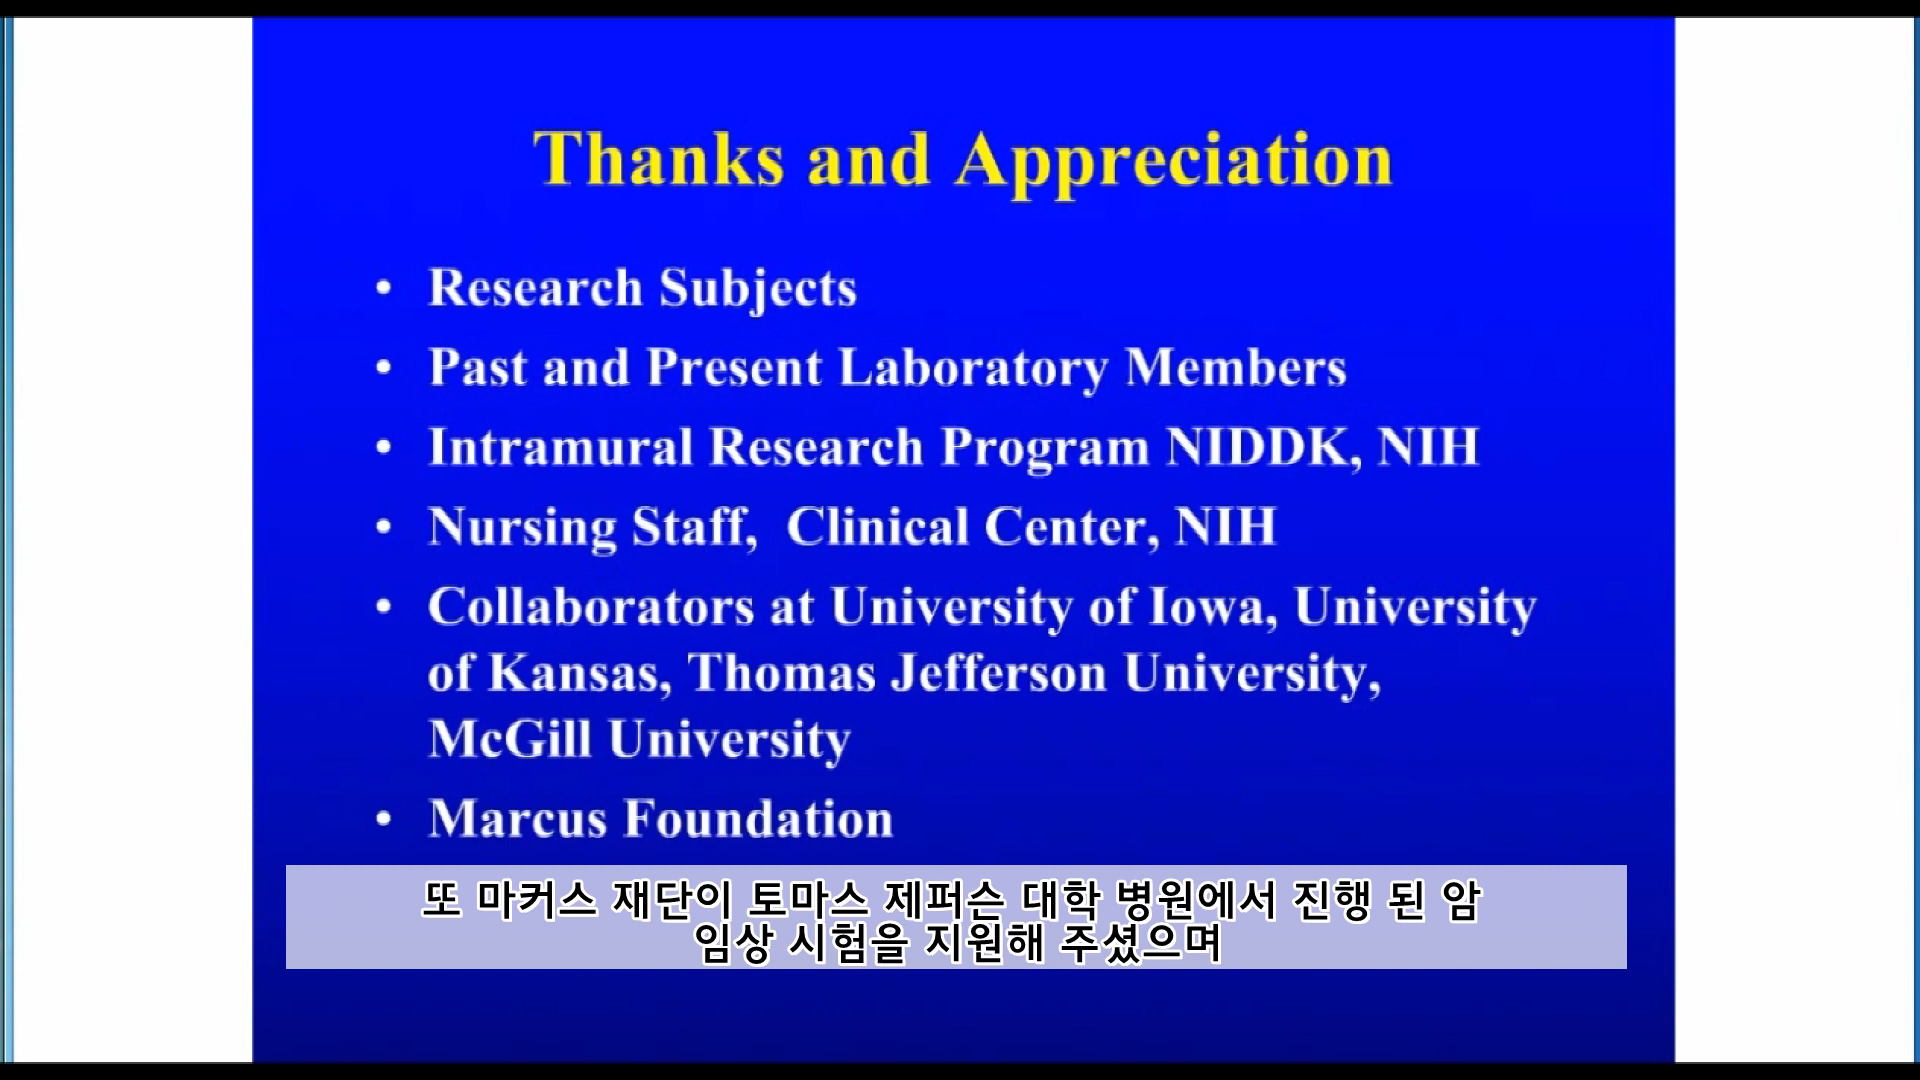 Thanks and Appreciation
• Research Subjects
• Past and Present Laboratory Members
• Intramural Research Program NIDDK, NIH
• Nursing Staff,  Clinical Center, NIH
• Collaborators at University of Iowa, University
of Kansas, Thomas Jefferson University,
McGill University
• Marcus Foundation
또 마커스 재단이 토마스 제퍼슨 대학 병원에서 진행 된 암
임상 시험을 지원해 주셨으며